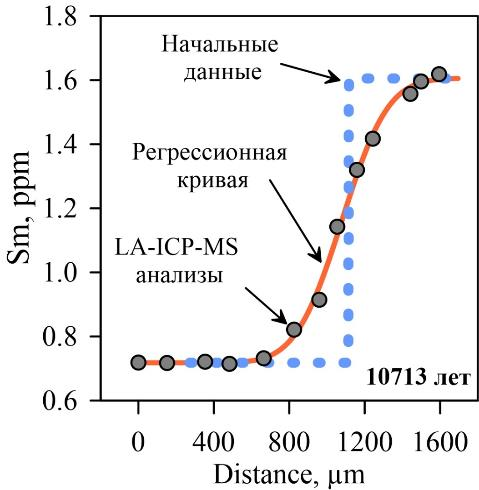 1.8
1.6
1.4
1.2
1.0
0.8
0.6
Sm, ppm
Начальные
данные
Регрессионная
кривая
LA-ICP-MS
анализы
10713 лет
0 400 800 1200 1600
Distance, µm